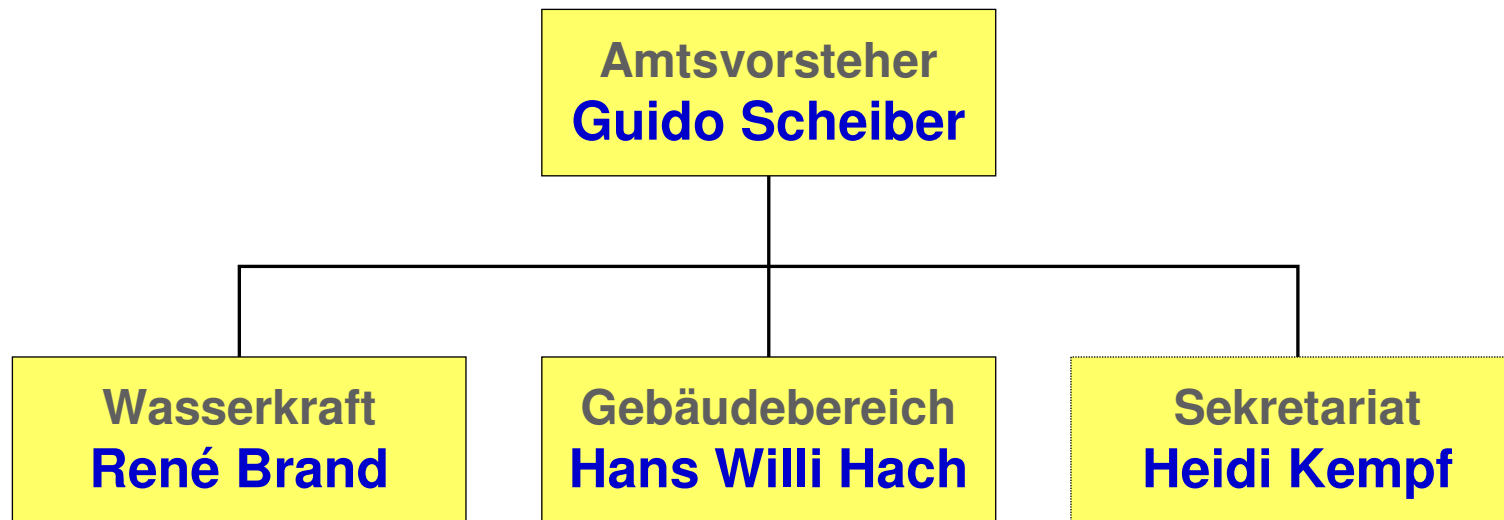 Amtsvorsteher
Guido Scheiber
Wasserkraft
René Brand
Gebäudebereich
Hans Willi Hach
Sekretariat
Heidi Kempf